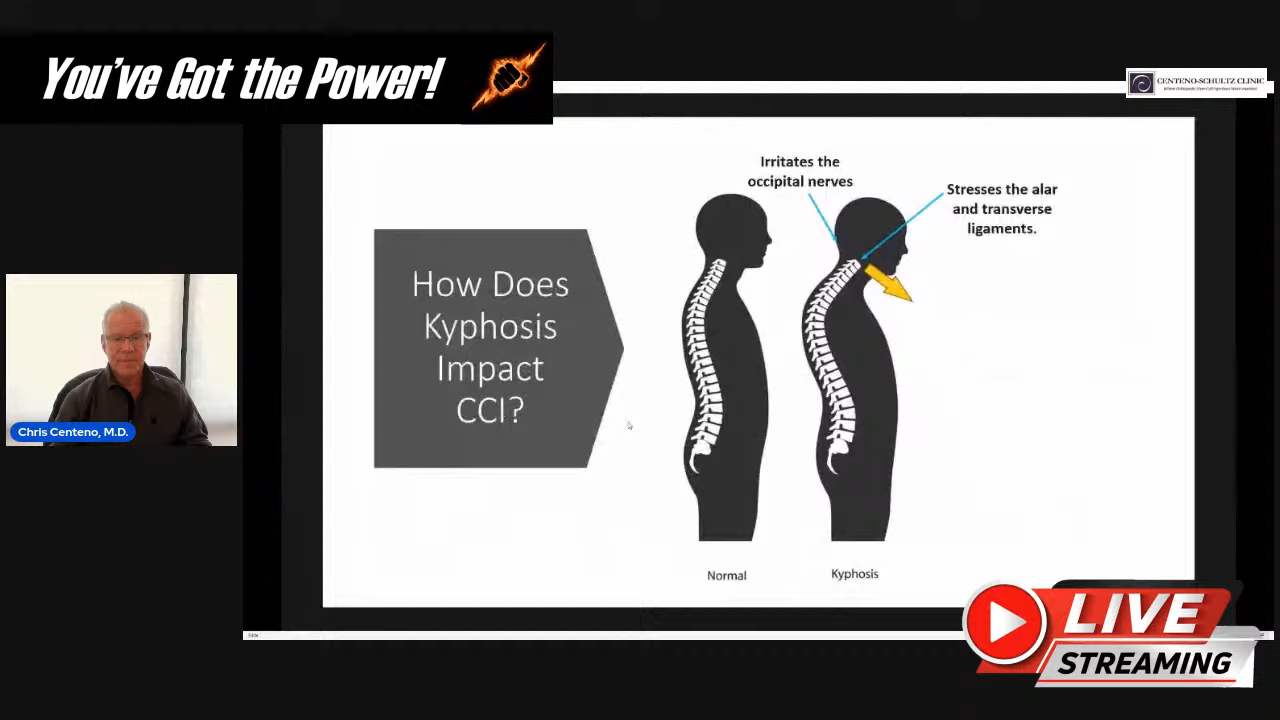 You've Got the Power!
CENTENO-SCHULTZ CLINIC
Irritates the
occipital nerves
Stresses the alar
and transverse
ligaments.
How Does
Kyphosis
Impact
CCI?
Chris Centeno, M.D.
Normal
Kyphosis
LIVE
STREAMING